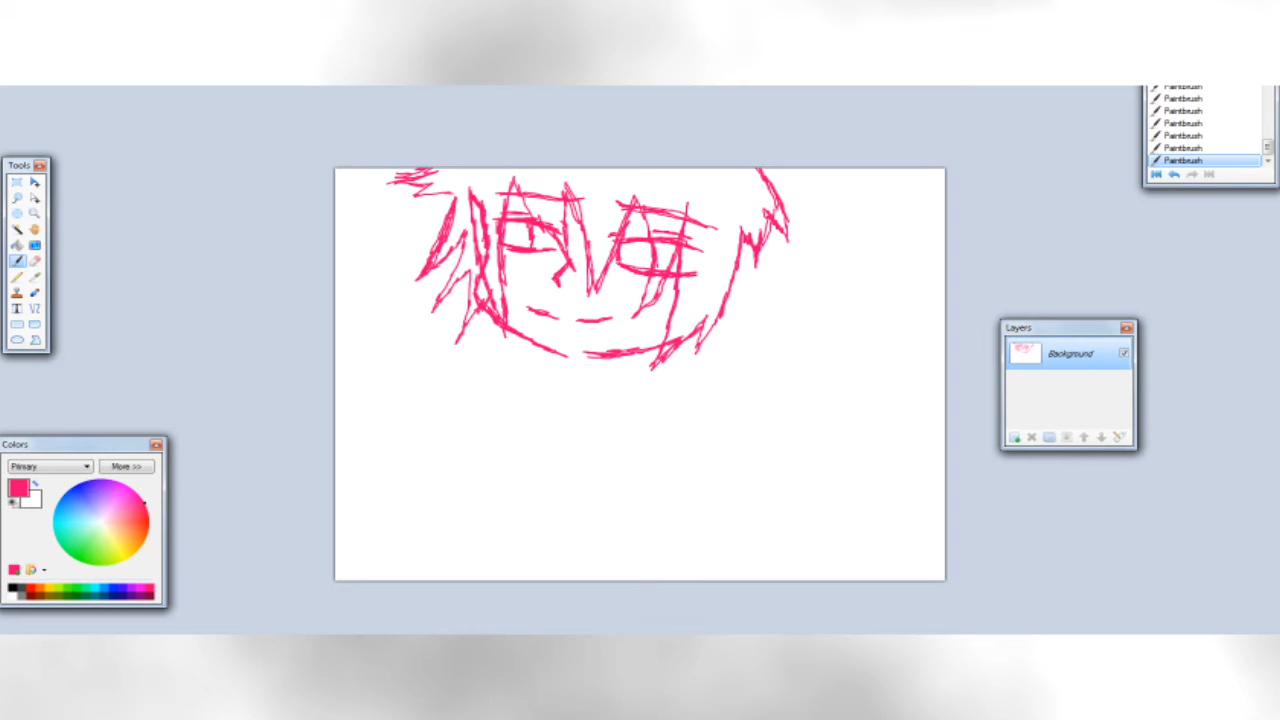 Paintbrush
Paintbrush
Paintbrush
Paintbrush
Paintbrush
Paintbrush
Paintbrush
Tools
Layers
Background
Colors
Primary
More >>